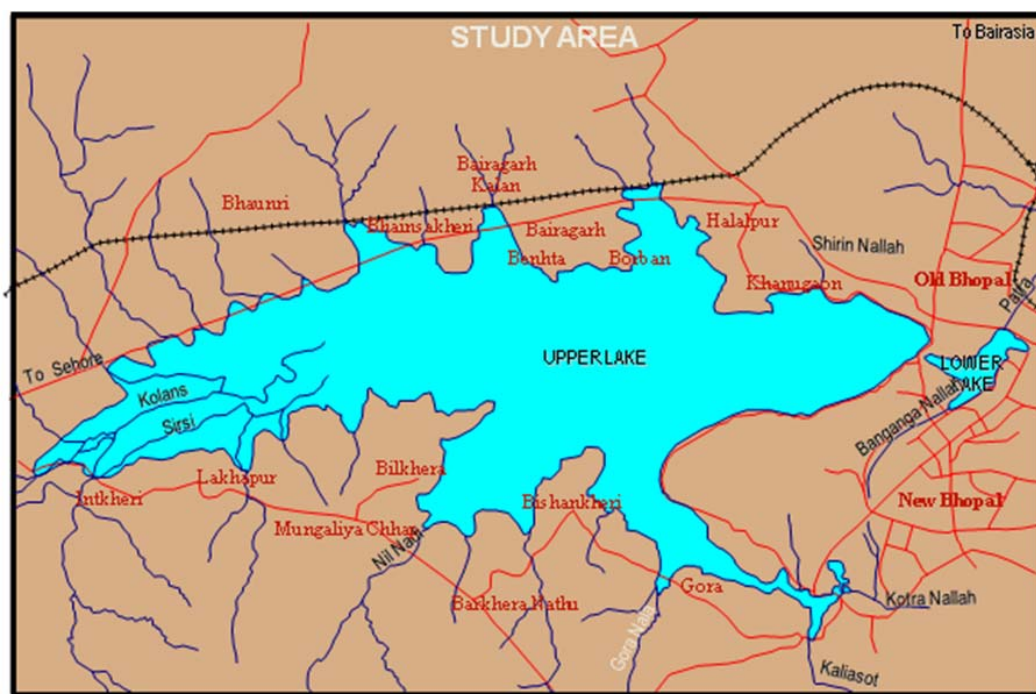 STUDY AREA
To Bairasia
Bairagarh
Kalan
Bhaunri
Bhainsakheri
Bairagarh
Halalpur
Shirin Nallah
Benhta
Borban
Khanugaon
Old Bhopal
Patra
UPPER LAKE
LOWER
LAKE
To Sehore
Kolans
Sirsi
Banganga Nallah
Bilkhera
Lakhapur
Intkheri
Bishankheri
New Bhopal
Mungaliya Chhap
Nil Nadi
Gora
Barkhera Nathu
Kotra Nallah
Gora Nala
Kaliasot